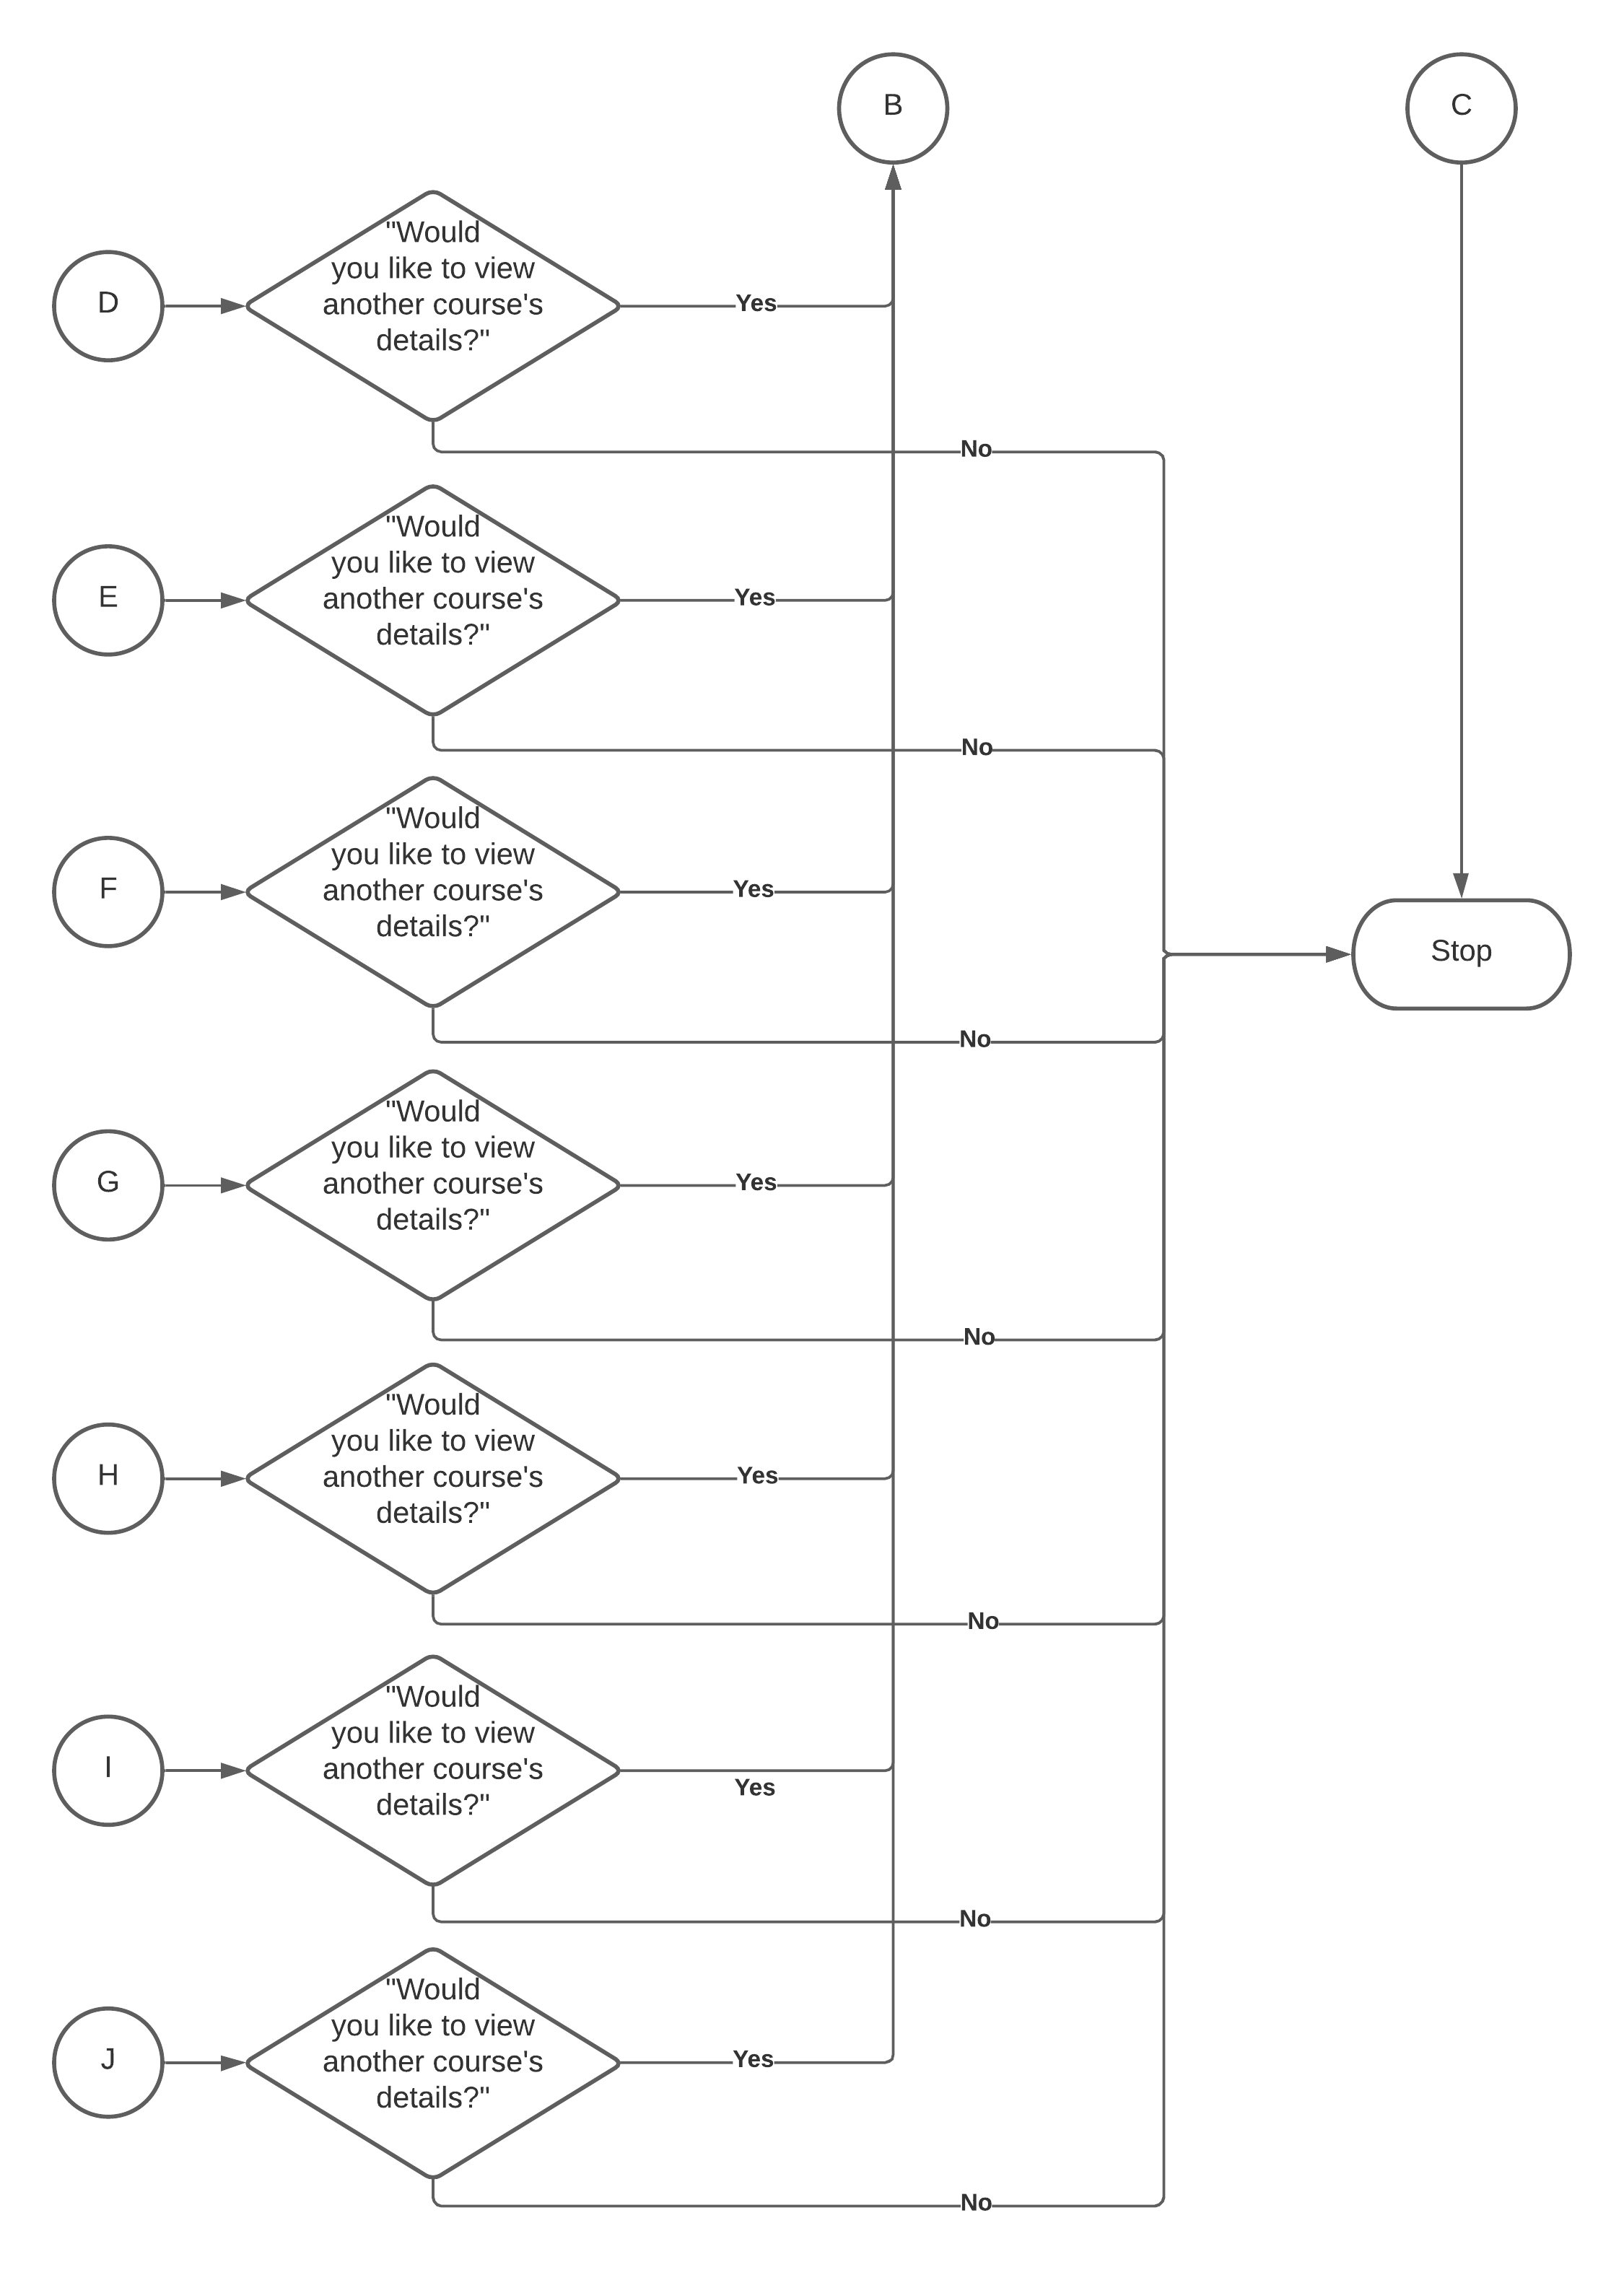 B
C
D
"Would
you like to view
another course's
details?"
Yes
No
E
"Would
you like to view
another course's
details?"
Yes
No
F
"Would
you like to view
another course's
details?"
Yes
Stop
No
G
"Would
you like to view
another course's
details?"
Yes
No
H
"Would
you like to view
another course's
details?"
Yes
No
I
"Would
you like to view
another course's
details?"
Yes
No
J
"Would
you like to view
another course's
details?"
Yes
No